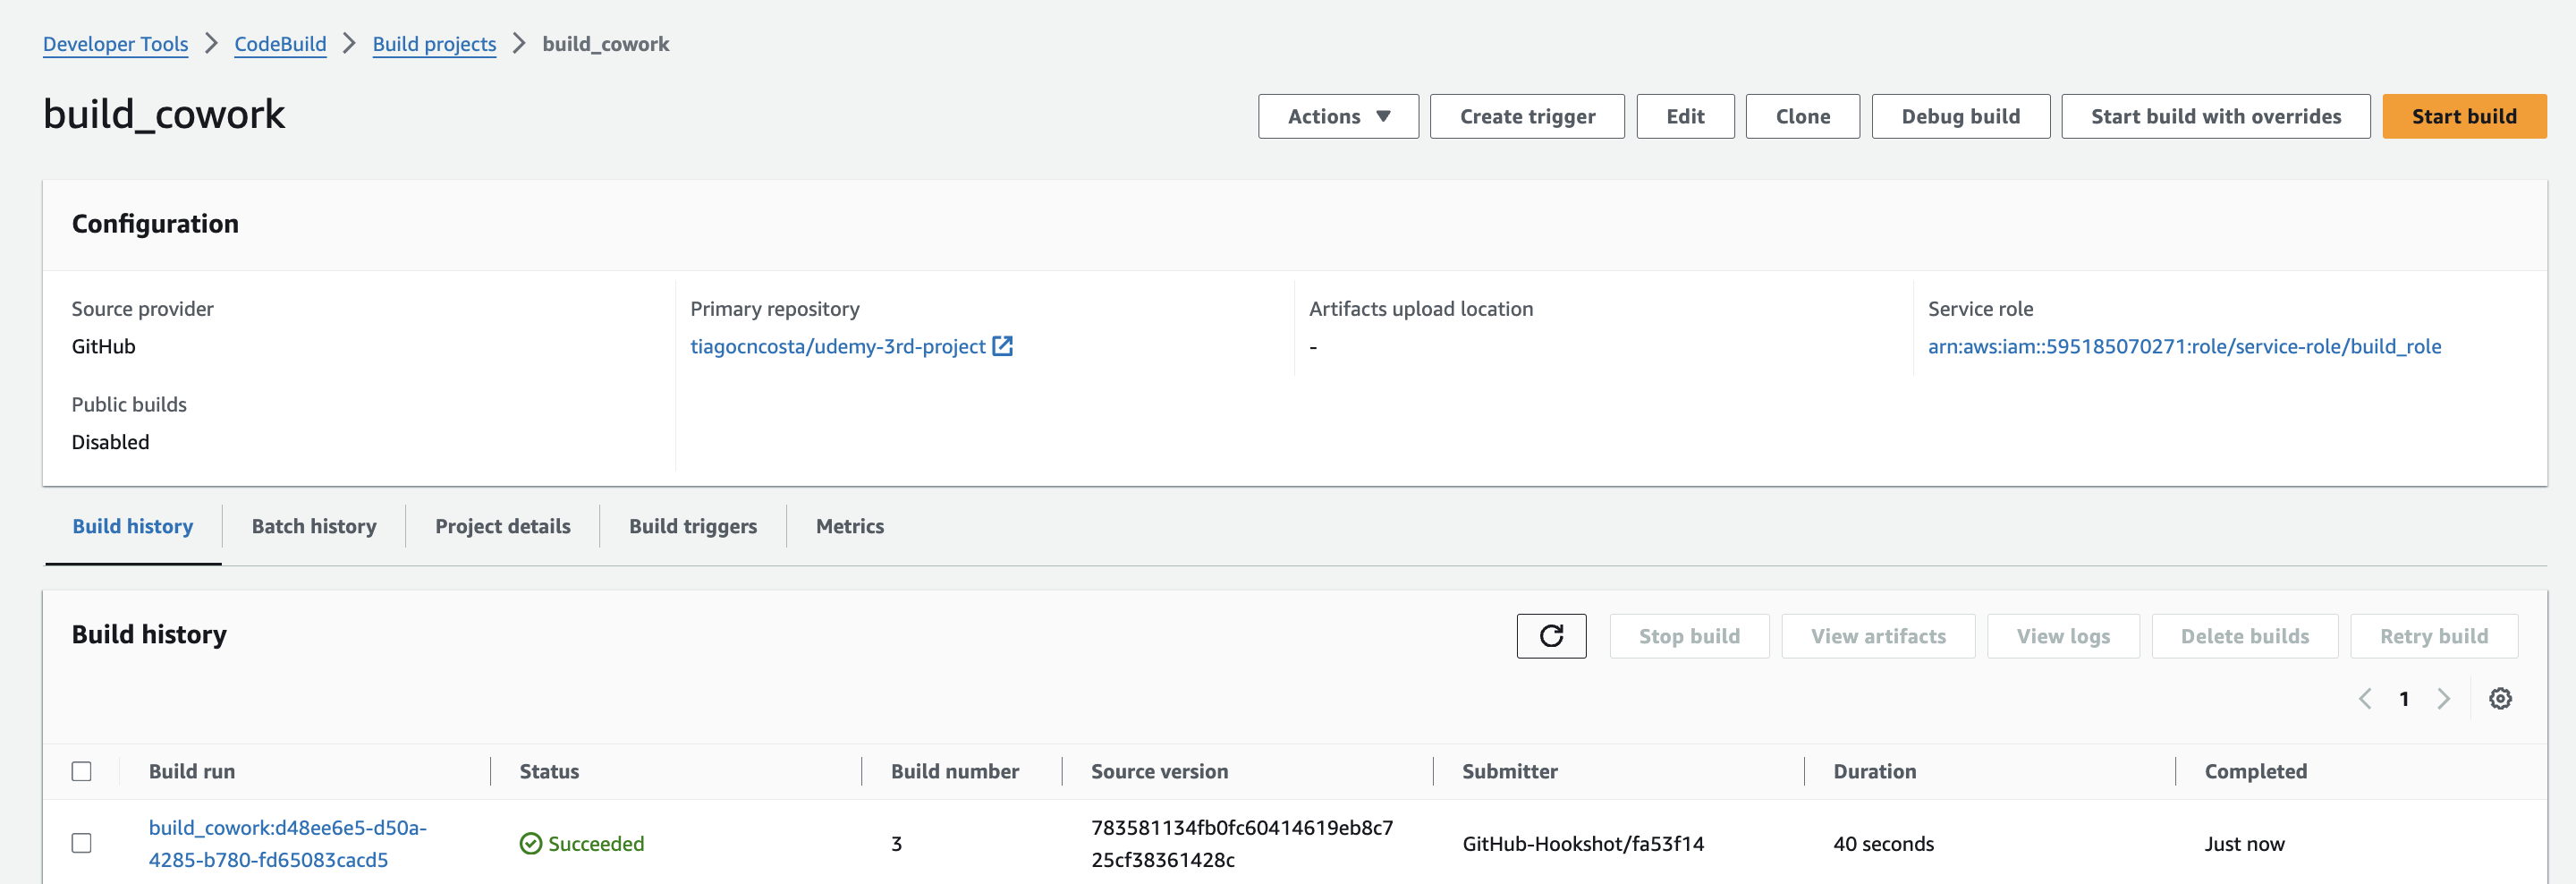 Developer Tools > CodeBuild > Build projects > build_cowork
build_cowork
Actions ▼ Create trigger Edit Clone Debug build Start build with overrides Start build
Configuration
Source provider
GitHub
Primary repository
tiagocncosta/udemy-3rd-project
Artifacts upload location
-
Service role
arn:aws:iam::595185070271:role/service-role/build_role
Public builds
Disabled
Build history Batch history Project details Build triggers Metrics
Build history
Stop build View artifacts View logs Delete builds Retry build
1
Build run Status Build number Source version Submitter Duration Completed
build_cowork:d48ee6e5-d50a-
4285-b780-fd65083cacd5
Succeeded
3
783581134fb0fc60414619eb8c7
25cf38361428c
GitHub-Hookshot/fa53f14
40 seconds
Just now